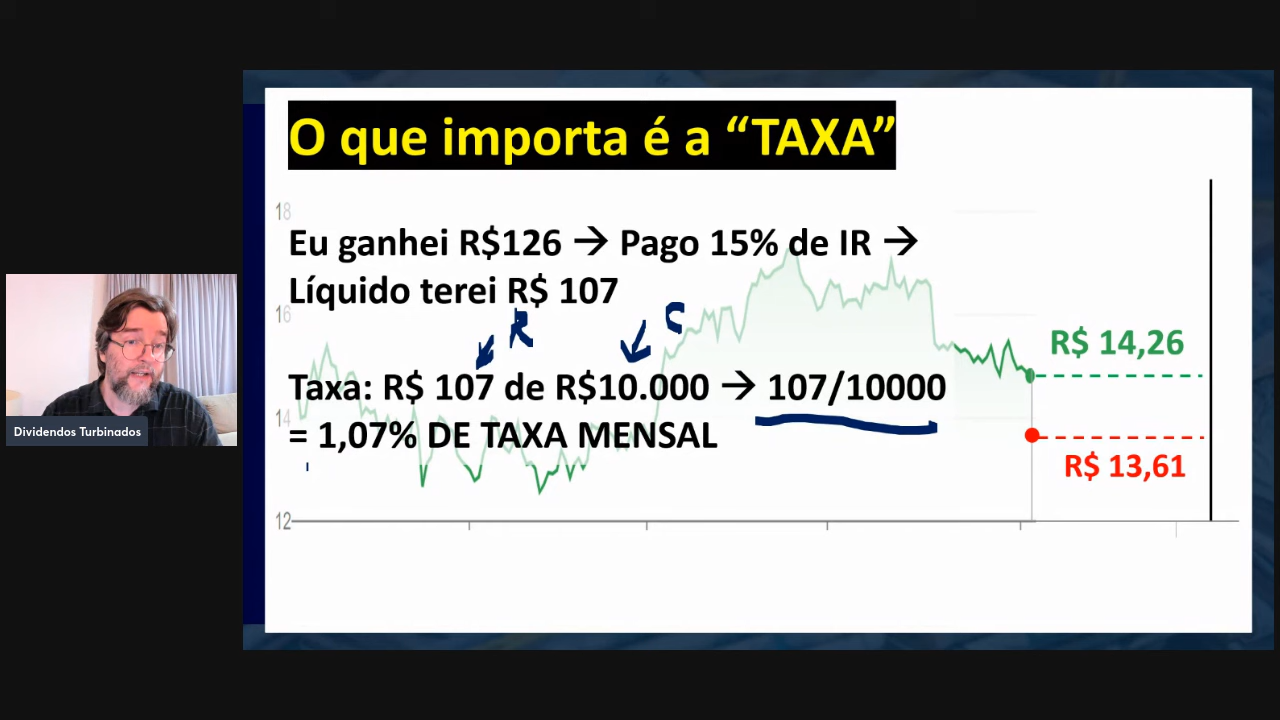 O que importa é a “TAXA”
18
Eu ganhei R$126 → Pago 15% de IR →
Líquido terei R$ 107
16
R
C
R$ 14,26
Taxa: R$ 107 de R$10.000 → 107/10000
14
= 1,07% DE TAXA MENSAL
Dividendos Turbinados
R$ 13,61
12